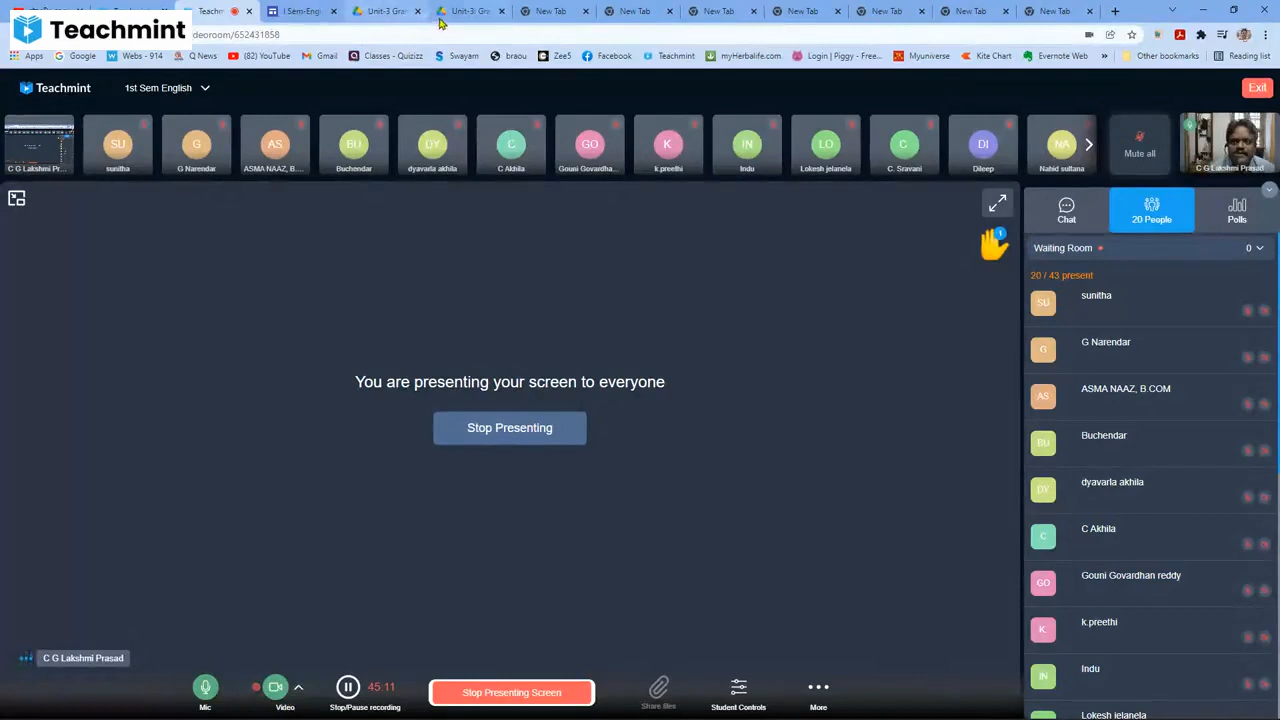 Teachm
Sem-Eng
Unit-3 Gra
Unit-3: Gra
New Tab
New Tab
New Tab
New Tab
New Tab
New Tab
New Tab
Teachmint
deoroom/652431858
Apps
Google
Webs - 914
Q News
(82) YouTube
Gmail
Classes - Quizizz
Swayam
braou
Zee5
Facebook
Teachmint
myHerbalife.com
Login | Piggy - Free...
Myuniverse
Kite Chart
Evernote Web
Other bookmarks
Reading list
Teachmint
1st Sem English
Exit
SU
G
AS
BU
DY
C
GO
K
IN
LO
C
DI
NA
Mute all
C G Lakshmi Pr...
sunitha
G Narendar
ASMA NAAZ, B....
Buchendar
dyavarla akhila
C Akhila
Gouni Govardha...
k.preethi
Indu
Lokesh jelanela
C. Sravani
Dileep
Nahid sultana
C G Lakshmi Prasad
Chat
20 People
Polls
1
Waiting Room
0
20 / 43 present
SU
sunitha
G
G Narendar
AS
ASMA NAAZ, B COM
BU
Buchendar
DY
dyavarla akhila
C
C Akhila
GO
Gouni Govardhan reddy
K
k.preethi
IN
Indu
Lokesh jelanela
You are presenting your screen to everyone
Stop Presenting
C G Lakshmi Prasad
Mic
Video
45:11
Stop/Pause recording
Stop Presenting Screen
Share files
Student Controls
More